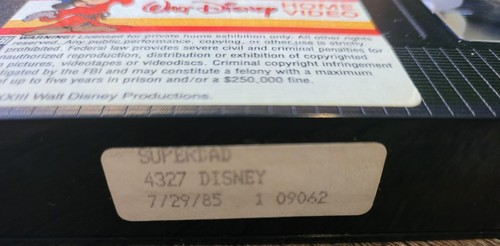 Walt Disney HOME
VIDEO
WARNING: Licensed for private home exhibition only. All other rights
reserved. Any public performance, copying, or other use is strictly
prohibited. Federal law provides severe civil and criminal penalties for
unauthorized reproduction, distribution or exhibition of copyrighted
pictures, videotapes or videodiscs. Criminal copyright infringement
tigated by the FBI and may constitute a felony with a maximum
of up to five years in prison and/or a $250,000 fine.
XXiii Walt Disney Productions.
SUPERDAD
4327 DISNEY
7/29/85 1 09062